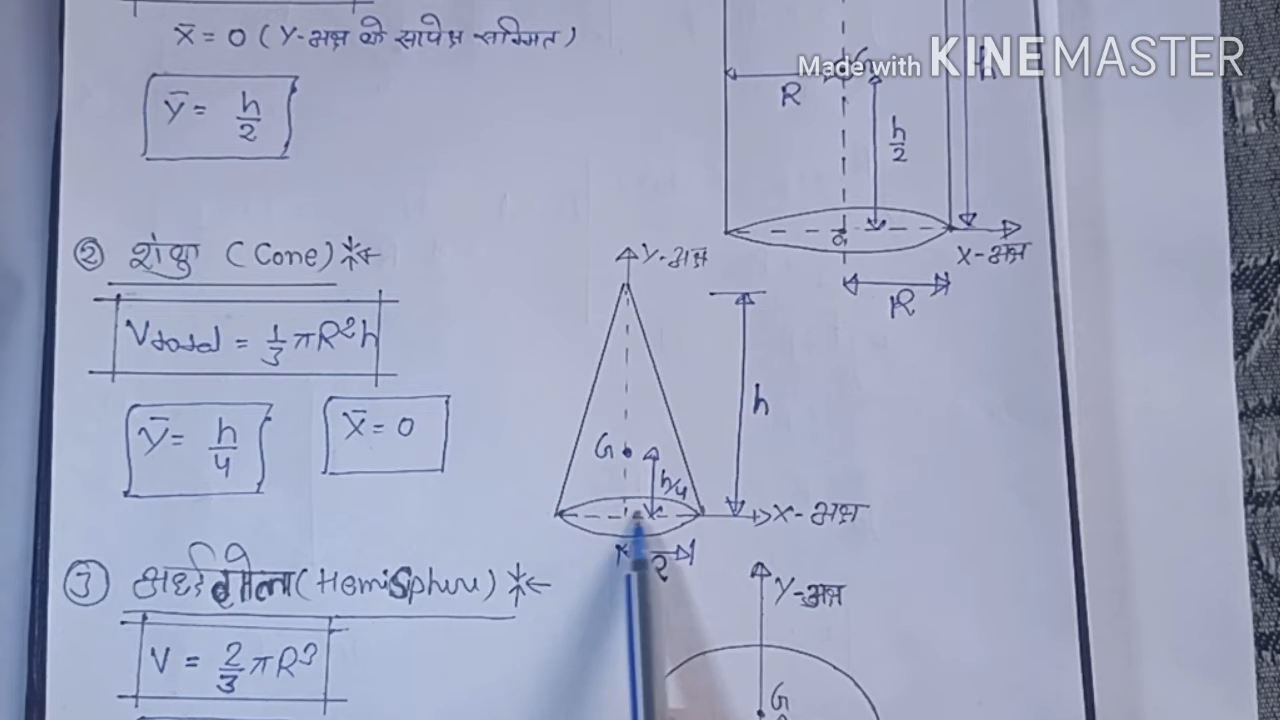 x̄ = 0 (Y-अक्ष के सापेक्ष सममित)
ȳ = h/2
Made with KINEMASTER
R
h/2
X-अक्ष
R
② शंकु (Cone)*←
Y-अक्ष
Vtotal = 1/3 πR²h
h
ȳ = h/4
x̄ = 0
G
h/4
X-अक्ष
R
③ अर्द्धगोला (Hemisphere)*←
Y-अक्ष
V = 2/3 πR³
G